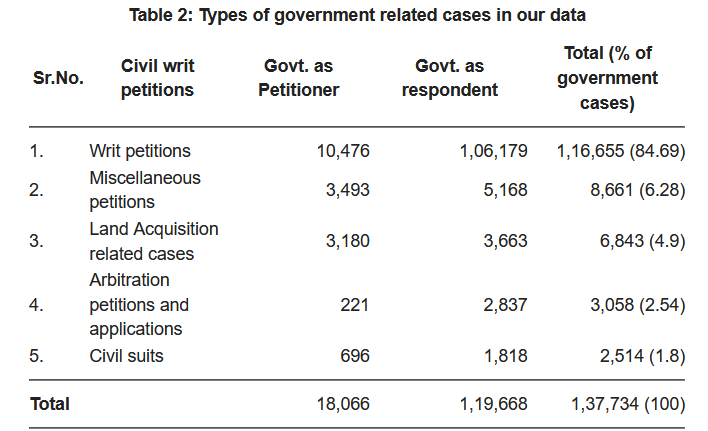 Table 2: Types of government related cases in our data
Sr.No. Civil writ petitions Govt. as Petitioner Govt. as respondent Total (% of government cases)
1. Writ petitions 10,476 1,06,179 1,16,655 (84.69)
2. Miscellaneous petitions 3,493 5,168 8,661 (6.28)
3. Land Acquisition related cases 3,180 3,663 6,843 (4.9)
4. Arbitration petitions and applications 221 2,837 3,058 (2.54)
5. Civil suits 696 1,818 2,514 (1.8)
Total 18,066 1,19,668 1,37,734 (100)